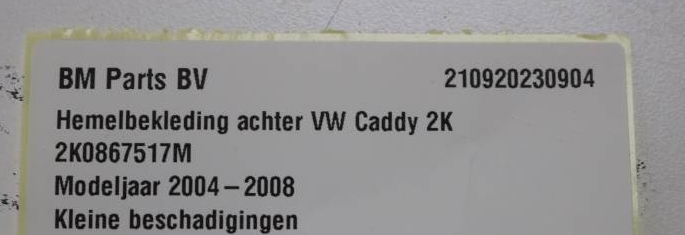 BM Parts BV 210920230904
Hemelbekleding achter VW Caddy 2K
2K0867517M
Modeljaar 2004 – 2008
Kleine beschadigingen